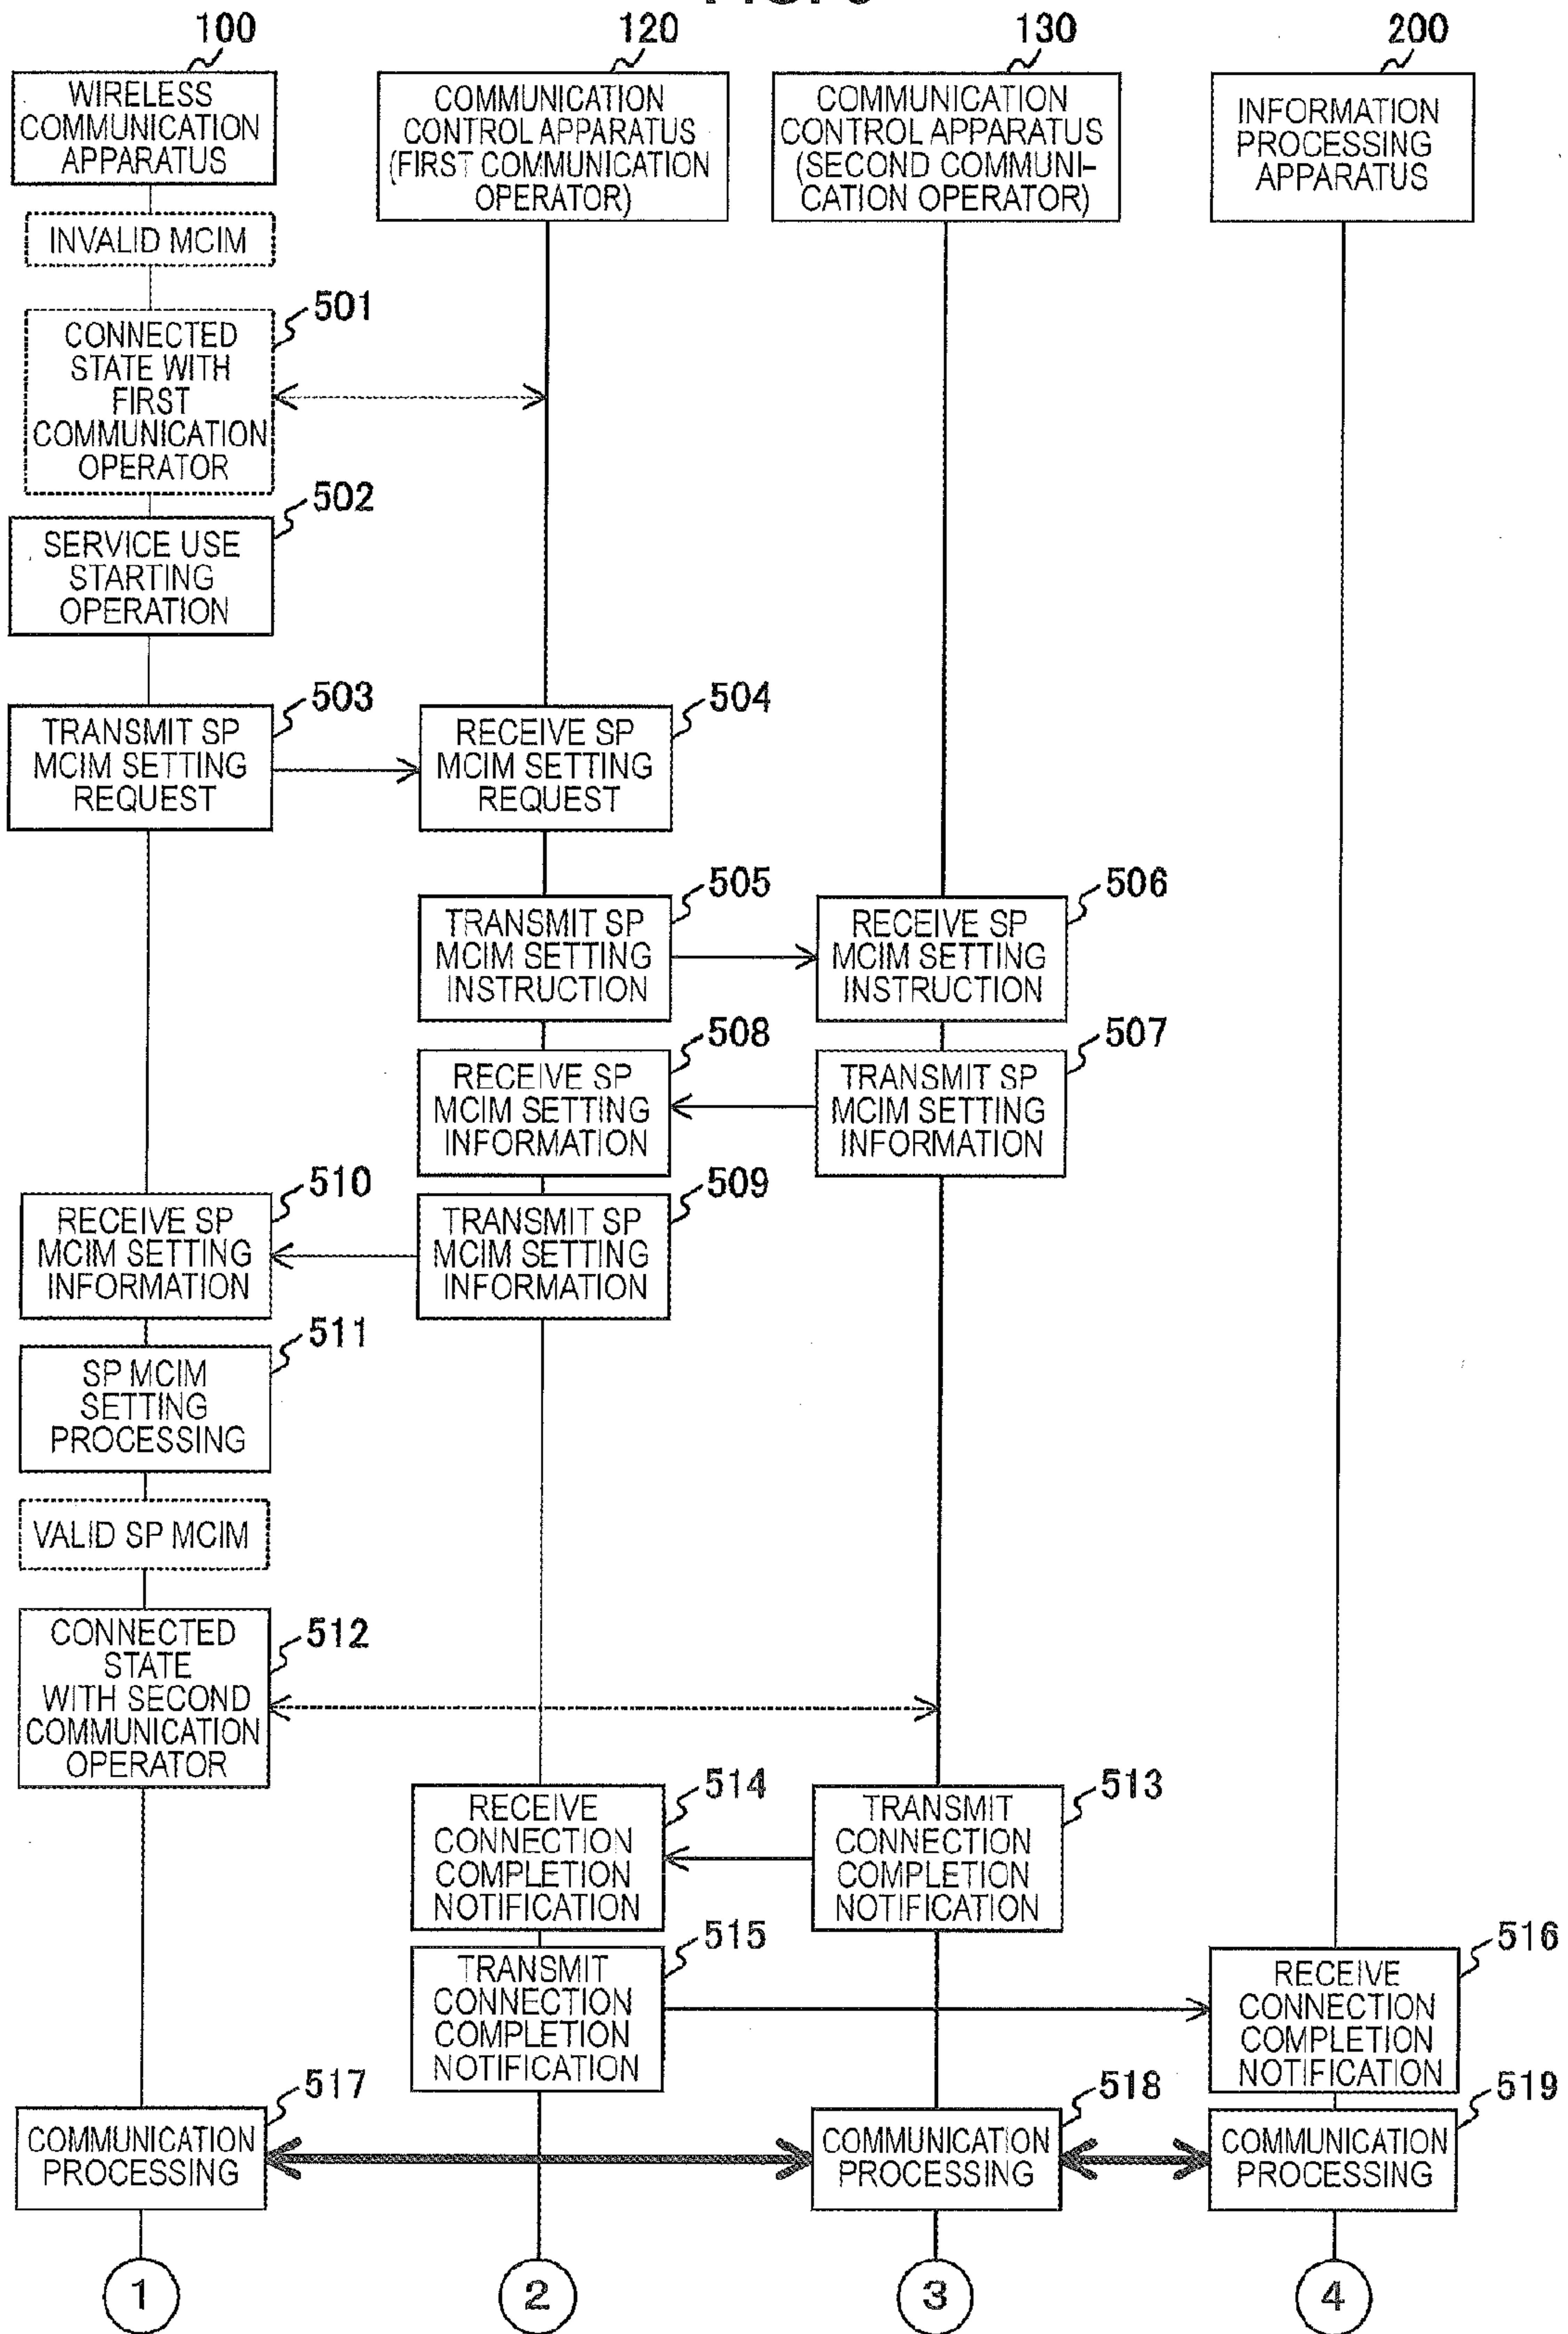 100
120
130
200
WIRELESS
COMMUNICATION
APPARATUS
COMMUNICATION
CONTROL APPARATUS
(FIRST COMMUNICATION
OPERATOR)
COMMUNICATION
CONTROL APPARATUS
(SECOND COMMUNI-
CATION OPERATOR)
INFORMATION
PROCESSING
APPARATUS
INVALID MCIM
501
CONNECTED
STATE WITH
FIRST
COMMUNICATION
OPERATOR
502
SERVICE USE
STARTING
OPERATION
503
TRANSMIT SP
MCIM SETTING
REQUEST
504
RECEIVE SP
MCIM SETTING
REQUEST
505
TRANSMIT SP
MCIM SETTING
INSTRUCTION
506
RECEIVE SP
MCIM SETTING
INSTRUCTION
508
RECEIVE SP
MCIM SETTING
INFORMATION
507
TRANSMIT SP
MCIM SETTING
INFORMATION
510
RECEIVE SP
MCIM SETTING
INFORMATION
509
TRANSMIT SP
MCIM SETTING
INFORMATION
511
SP MCIM
SETTING
PROCESSING
VALID SP MCIM
512
CONNECTED
STATE
WITH SECOND
COMMUNICATION
OPERATOR
514
RECEIVE
CONNECTION
COMPLETION
NOTIFICATION
513
TRANSMIT
CONNECTION
COMPLETION
NOTIFICATION
515
TRANSMIT
CONNECTION
COMPLETION
NOTIFICATION
516
RECEIVE
CONNECTION
COMPLETION
NOTIFICATION
517
COMMUNICATION
PROCESSING
518
COMMUNICATION
PROCESSING
519
COMMUNICATION
PROCESSING
1
2
3
4